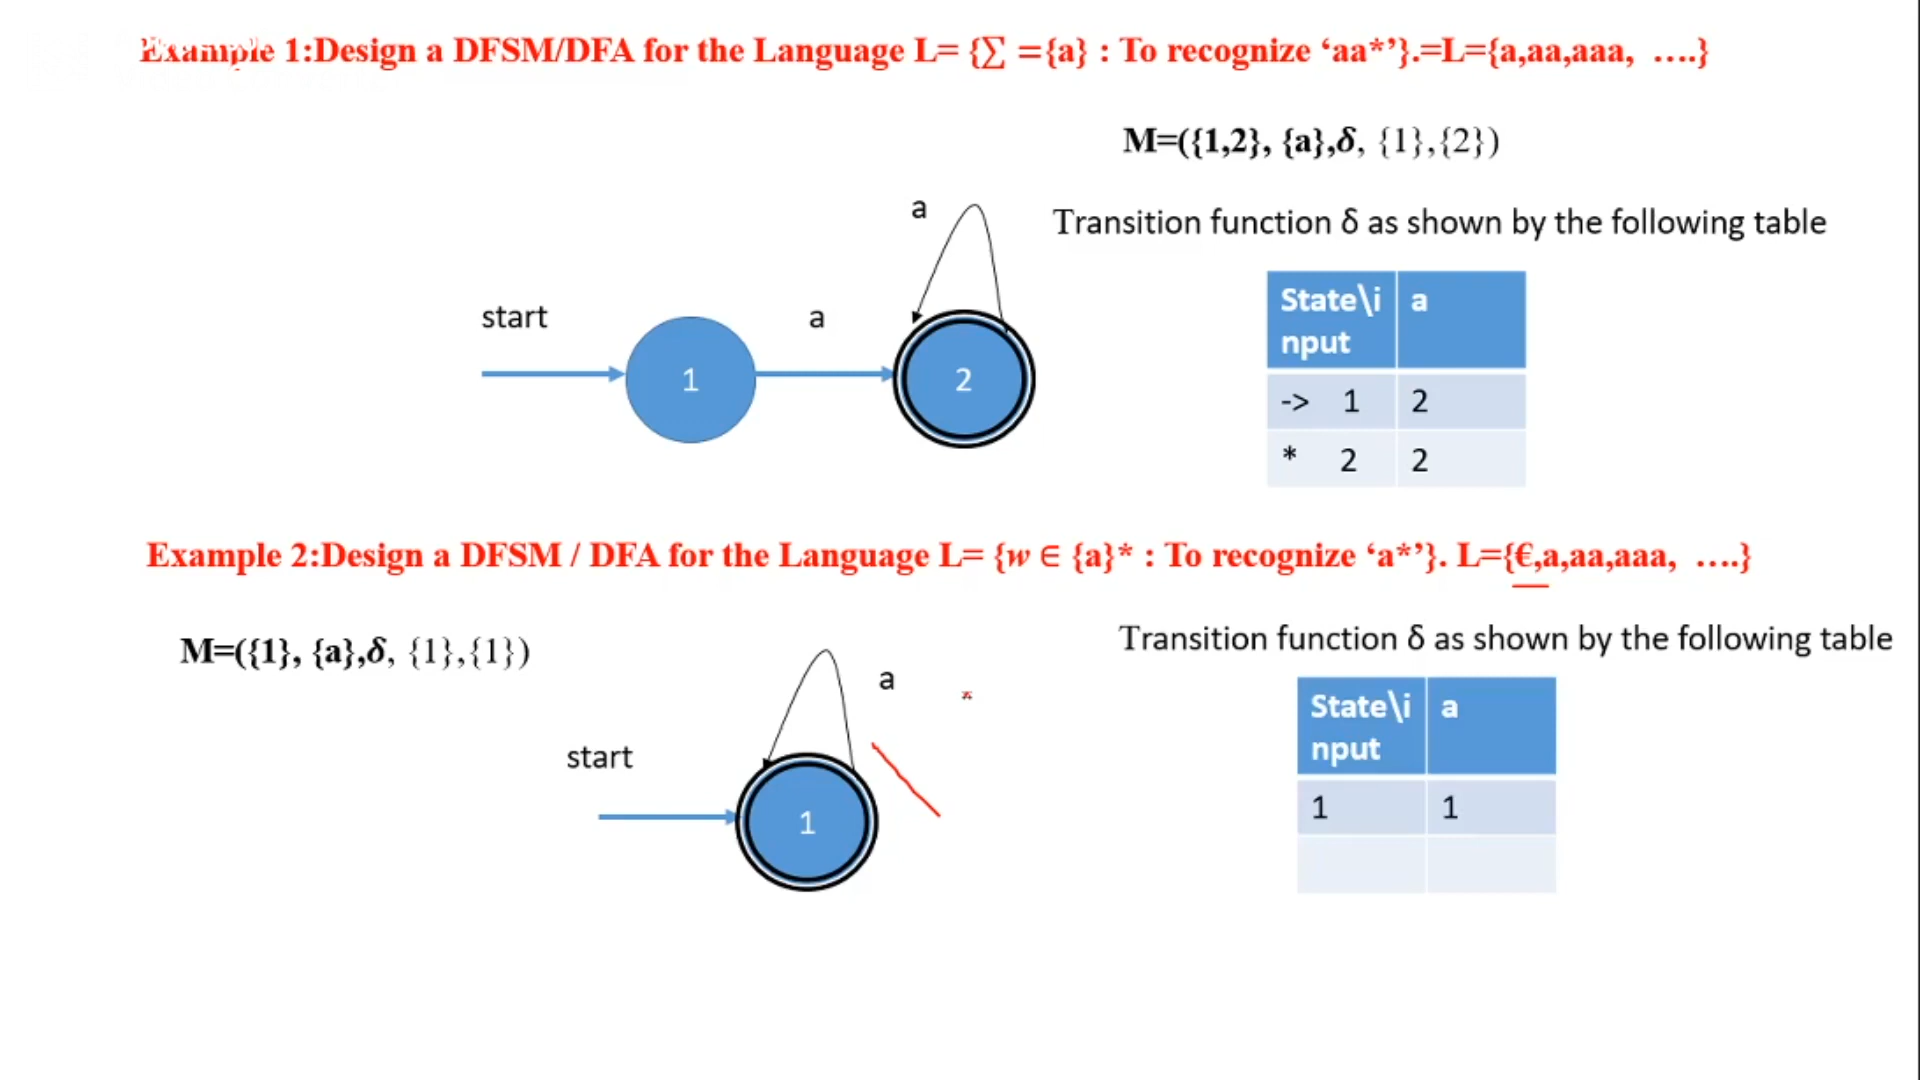 Example 1:Design a DFSM/DFA for the Language L= {∑ ={a} : To recognize ‘aa*’}.=L={a,aa,aaa, ….}
M=({1,2}, {a},δ, {1},{2})
Transition function δ as shown by the following table
a
start
a
1
2
State\i
nput
a
-> 1
2
* 2
2
Example 2:Design a DFSM / DFA for the Language L= {w ∈ {a}* : To recognize ‘a*’}. L={€,a,aa,aaa, ….}
M=({1}, {a},δ, {1},{1})
Transition function δ as shown by the following table
a
start
1
State\i
nput
a
1
1